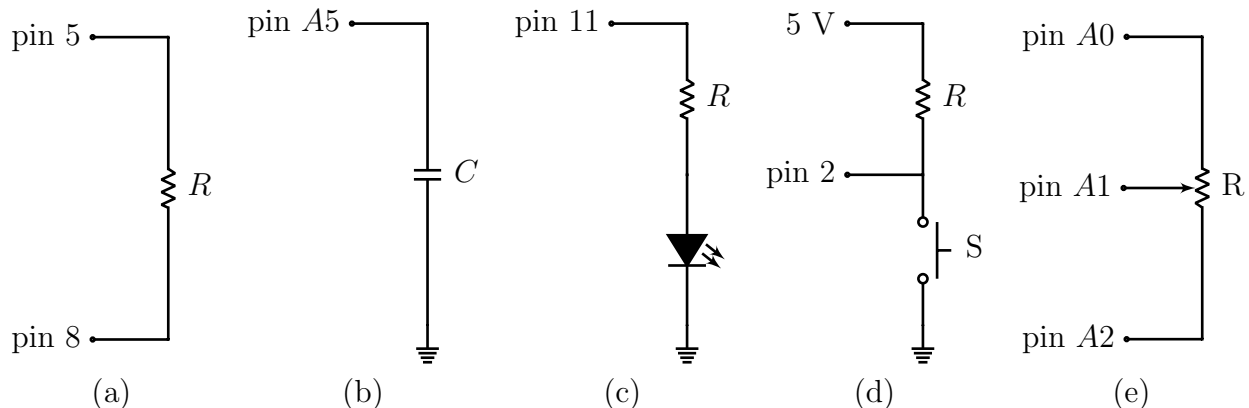 pin 5
R
pin 8
(a)
pin A5
C
(b)
pin 11
R
(c)
5 V
R
pin 2
S
(d)
pin A0
pin A1
R
pin A2
(e)